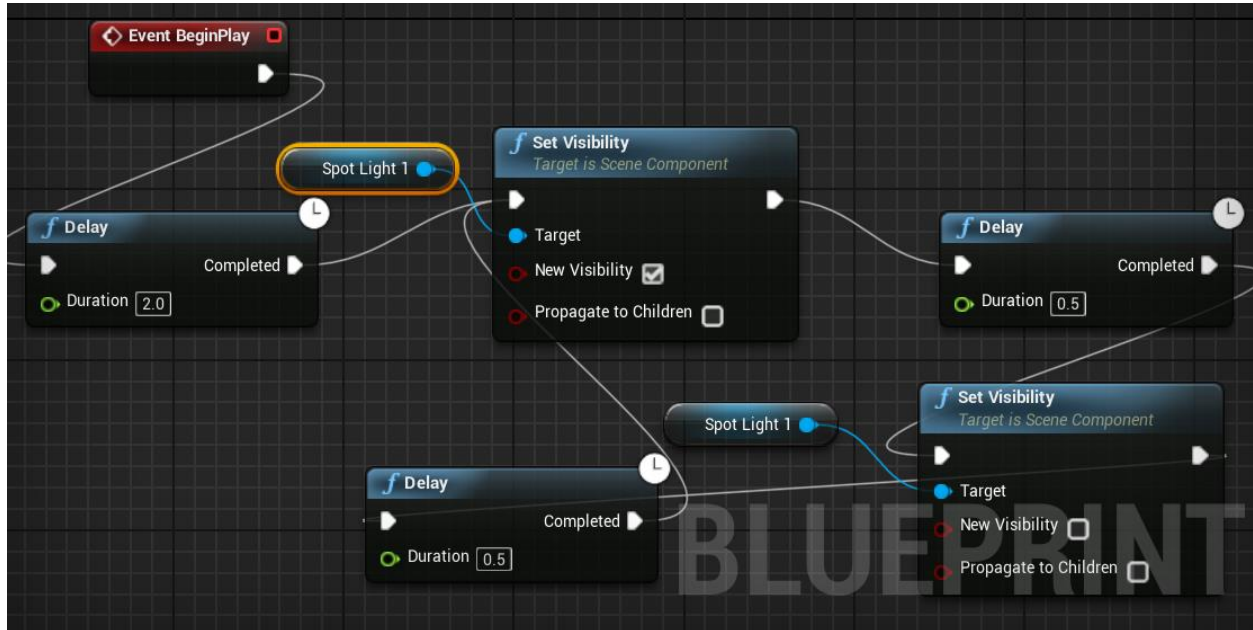 Event BeginPlay
Spot Light 1
f Set Visibility
Target is Scene Component
Target
New Visibility
Propagate to Children
f Delay
Completed
Duration 2.0
f Delay
Completed
Duration 0.5
f Set Visibility
Target is Scene Component
Spot Light 1
Target
New Visibility
Propagate to Children
f Delay
Completed
Duration 0.5
BLUEPRINT